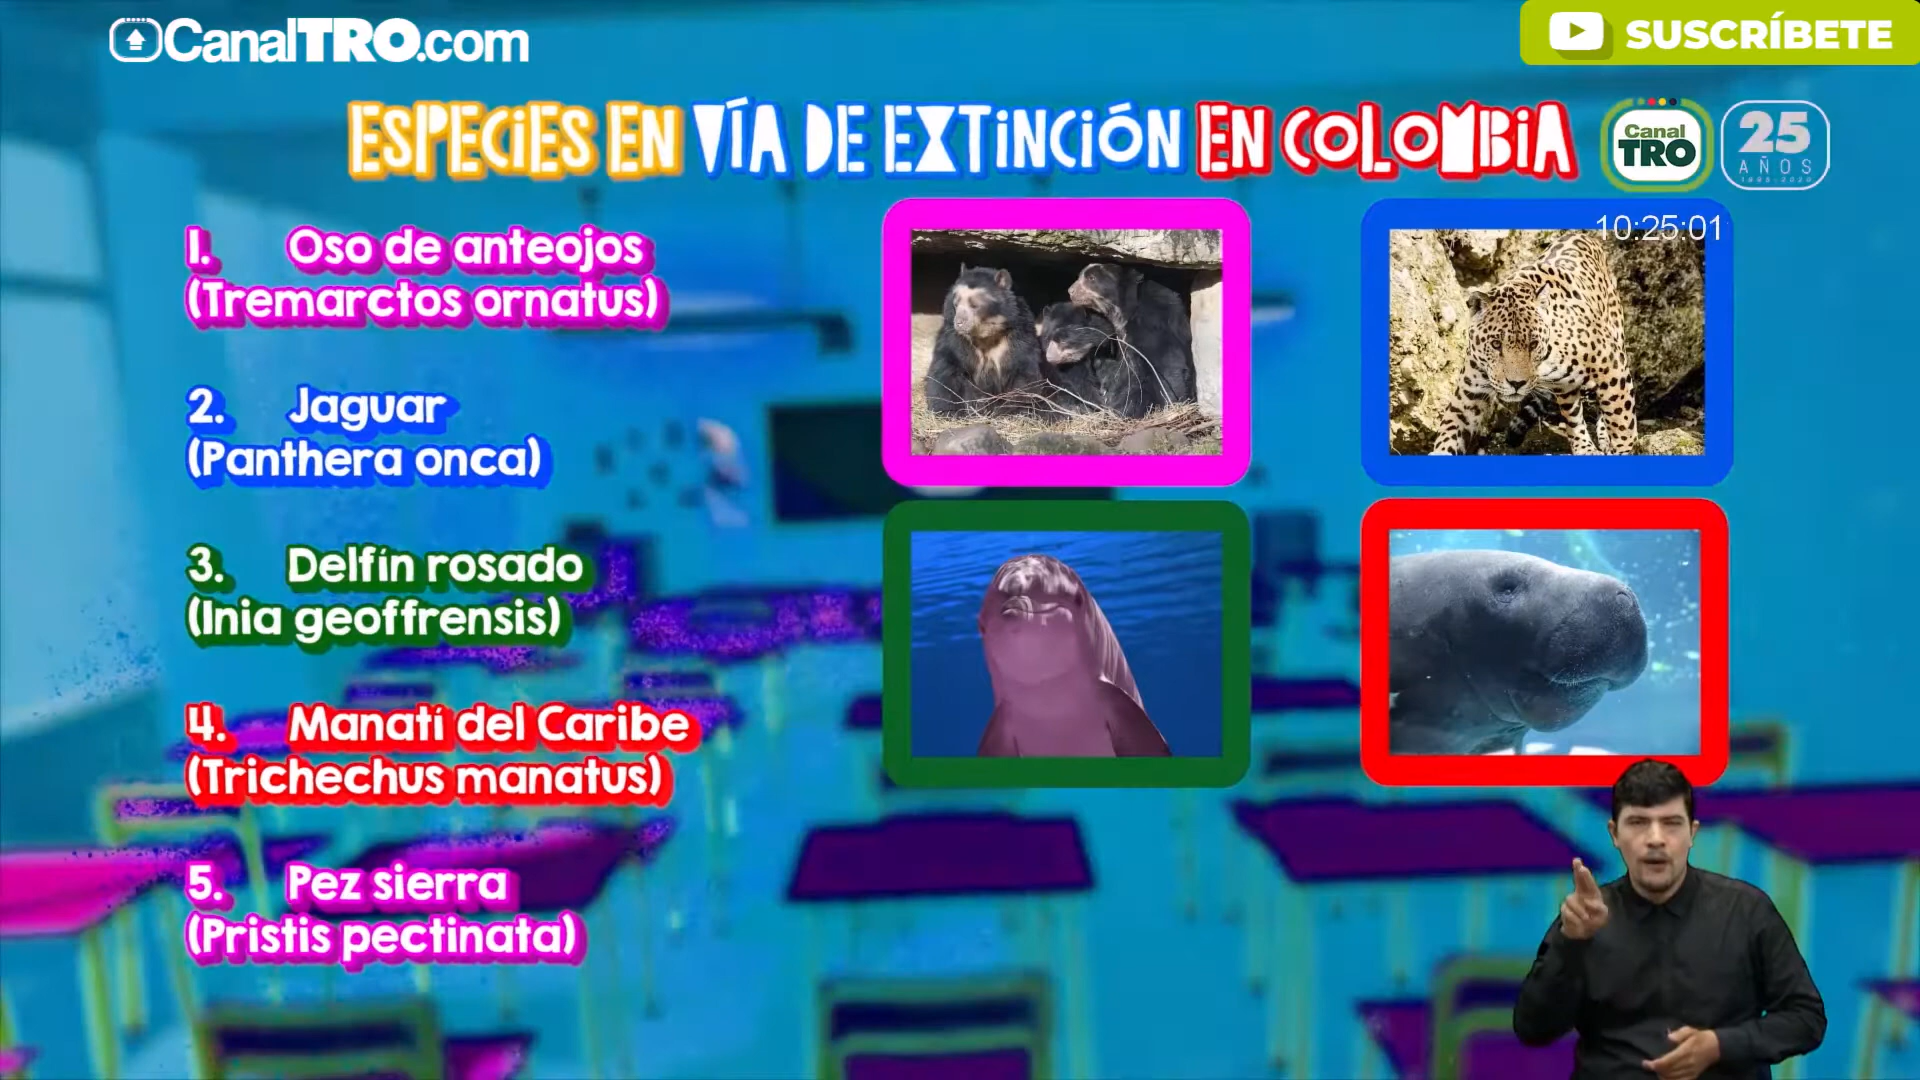 CanalTRO.com
SUSCRÍBETE
ESPECIES EN VÍA DE EXTINCIÓN EN COLOMBIA
Canal
TRO
25
AÑOS
1995-2020
10:25:01
1. Oso de anteojos
(Tremarctos ornatus)
2. Jaguar
(Panthera onca)
3. Delfín rosado
(Inia geoffrensis)
4. Manatí del Caribe
(Trichechus manatus)
5. Pez sierra
(Pristis pectinata)